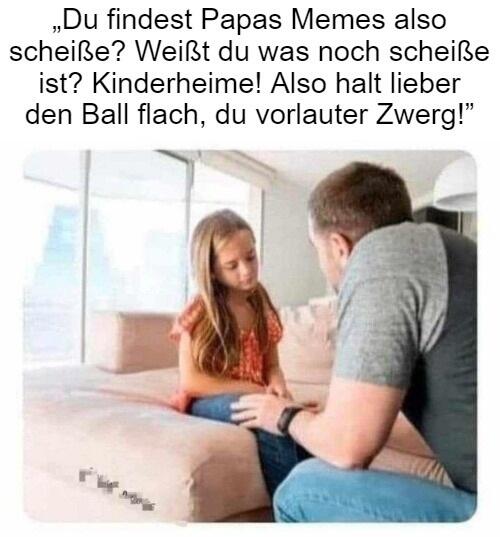 „Du findest Papas Memes also
scheiße? Weißt du was noch scheiße
ist? Kinderheime! Also halt lieber
den Ball flach, du vorlauter Zwerg!”